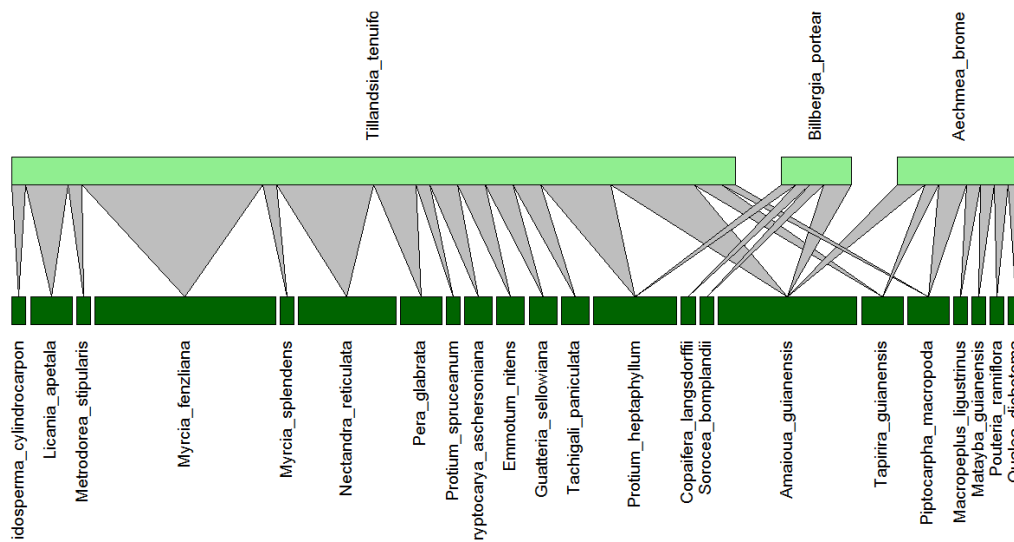 Tillandsia_tenuifo
Billbergia_portear
Aechmea_brome
idosperma_cylindrocarpon
Licania_apetala
Metrodorea_stipularis
Myrcia_fenzliana
Myrcia_splendens
Nectandra_reticulata
Pera_glabrata
Protium_spruceanum
ryptocarya_aschersoniana
Emmotum_nitens
Guatteria_sellowiana
Tachigali_paniculata
Protium_heptaphyllum
Copaifera_langsdorffii
Sorocea_bomplandii
Amaioua_guianensis
Tapirira_guianensis
Piptocarpha_macropoda
Macropeplus_ligustrinus
Matayba_guianensis
Pouteria_ramiflora
Qualea_dichotoma